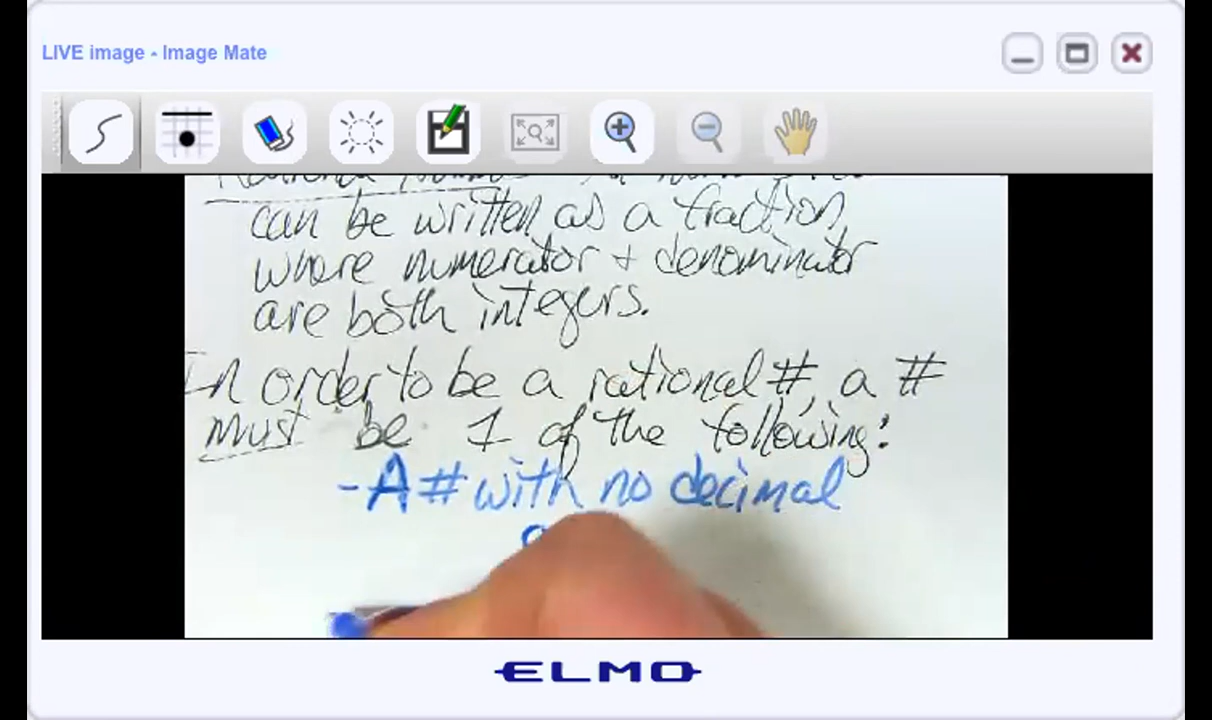 LIVE image - Image Mate
can be written as a fraction,
where numerator + denominator
are both integers.
In order to be a rational #, a #
must be 1 of the following:
- A # with no decimal
ELMO